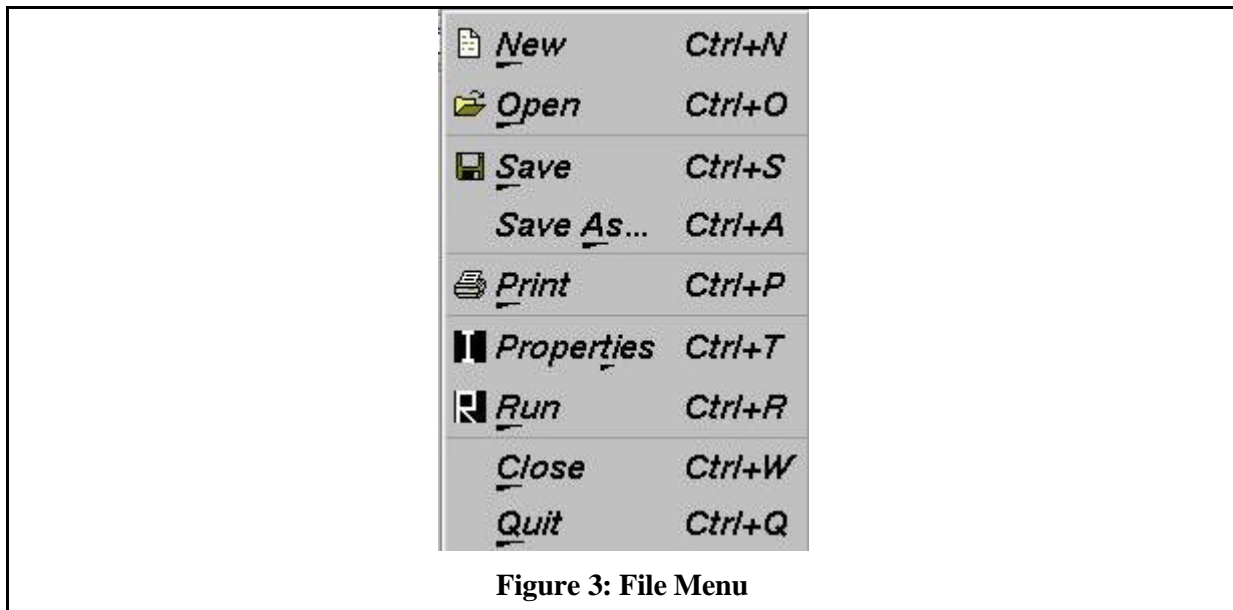 New Ctrl+N
Open Ctrl+O
Save Ctrl+S
Save As... Ctrl+A
Print Ctrl+P
Properties Ctrl+T
Run Ctrl+R
Close Ctrl+W
Quit Ctrl+Q
Figure 3: File Menu